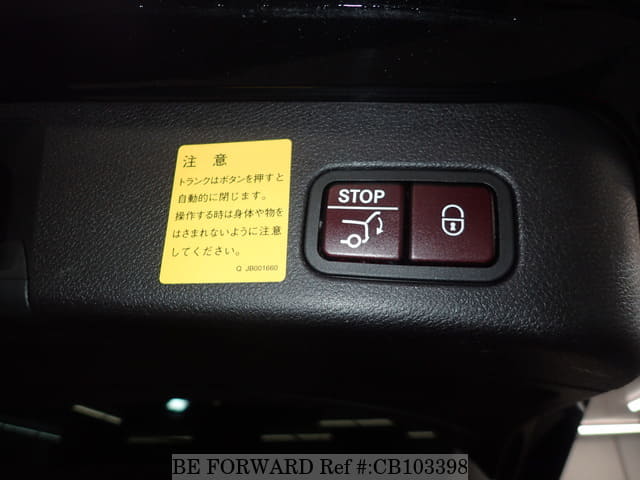 注 意
トランクはボタンを押すと
自動的に閉じます。
操作する時は身体や物を
はさまれないように注意
してください。
Q JB001660
STOP
BE FORWARD Ref #:CB103398